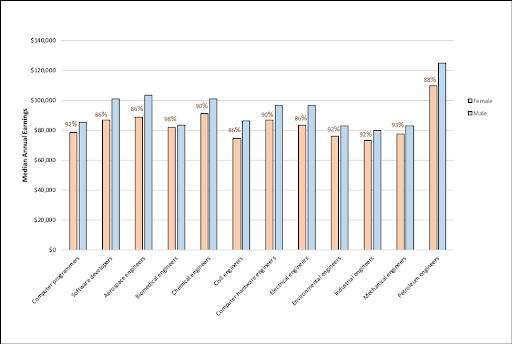 $140,000
$120,000
$100,000
$80,000
$60,000
$40,000
$20,000
$0
Median Annual Earnings
92%
86%
86%
98%
90%
86%
90%
86%
92%
92%
93%
88%
Computer programmers
Software developers
Aerospace engineers
Biomedical engineers
Chemical engineers
Civil engineers
Computer hardware engineers
Electrical engineers
Environmental engineers
Industrial engineers
Mechanical engineers
Petroleum engineers
Female
Male